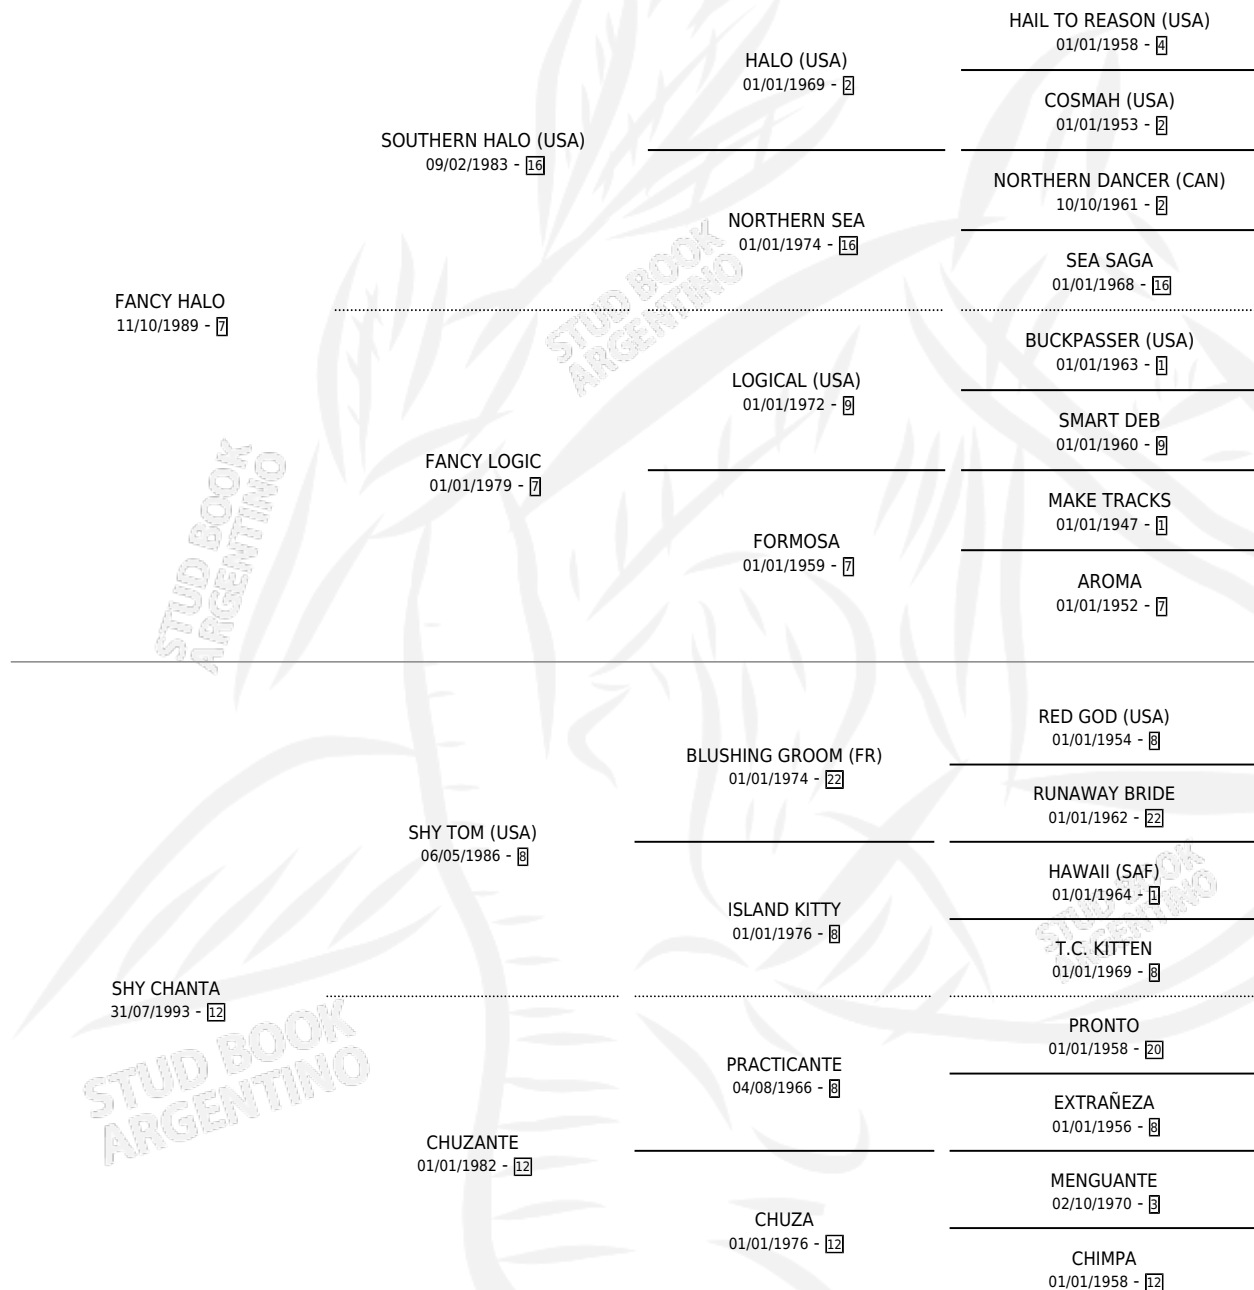 HAIL TO REASON (USA)
01/01/1958 - 4
HALO (USA)
01/01/1969 - 2
COSMAH (USA)
01/01/1953 - 2
SOUTHERN HALO (USA)
09/02/1983 - 16
NORTHERN DANCER (CAN)
10/10/1961 - 2
NORTHERN SEA
01/01/1974 - 16
SEA SAGA
01/01/1968 - 16
FANCY HALO
11/10/1989 - 7
BUCKPASSER (USA)
01/01/1963 - 1
LOGICAL (USA)
01/01/1972 - 9
SMART DEB
01/01/1960 - 9
FANCY LOGIC
01/01/1979 - 7
MAKE TRACKS
01/01/1947 - 1
FORMOSA
01/01/1959 - 7
AROMA
01/01/1952 - 7
STUD BOOK
ARGENTINO
STUD BOOK
ARGENTINO
RED GOD (USA)
01/01/1954 - 8
BLUSHING GROOM (FR)
01/01/1974 - 22
RUNAWAY BRIDE
01/01/1962 - 22
SHY TOM (USA)
06/05/1986 - 8
HAWAII (SAF)
01/01/1964 - 1
ISLAND KITTY
01/01/1976 - 8
T.C. KITTEN
01/01/1969 - 8
SHY CHANTA
31/07/1993 - 12
PRONTO
01/01/1958 - 20
PRACTICANTE
04/08/1966 - 8
EXTRAÑEZA
01/01/1956 - 8
CHUZANTE
01/01/1982 - 12
MENGUANTE
02/10/1970 - 3
CHUZA
01/01/1976 - 12
CHIMPA
01/01/1958 - 12
STUD BOOK
ARGENTINO
STUD BOOK
ARGENTINO